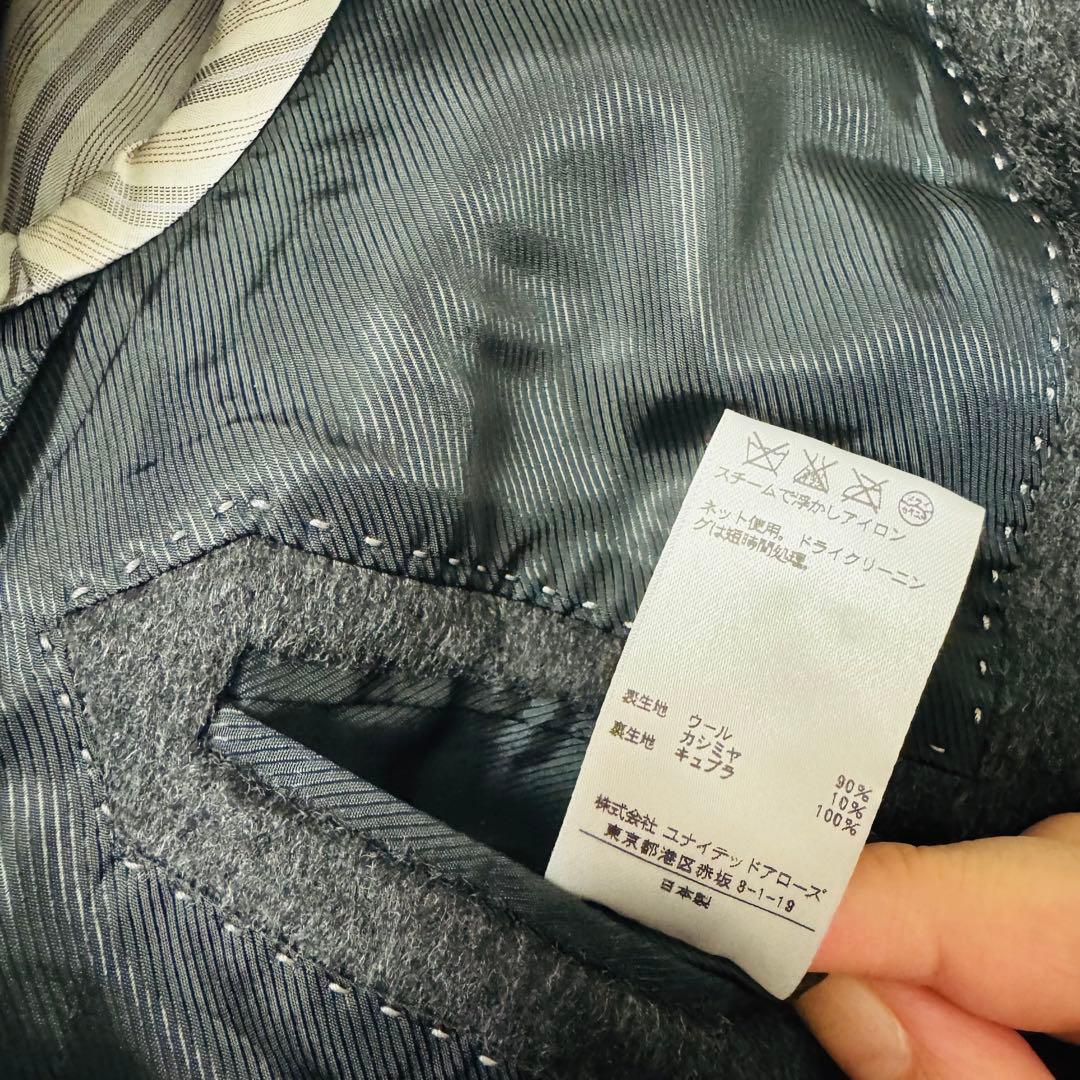 スチームで浮かしアイロン
ネット使用。ドライクリーニン
グは短時間処理。
表生地 ウール 90%
カシミヤ 10%
裏生地 キュプラ 100%
株式会社 ユナイテッドアローズ
東京都港区赤坂 8-1-19
日本製